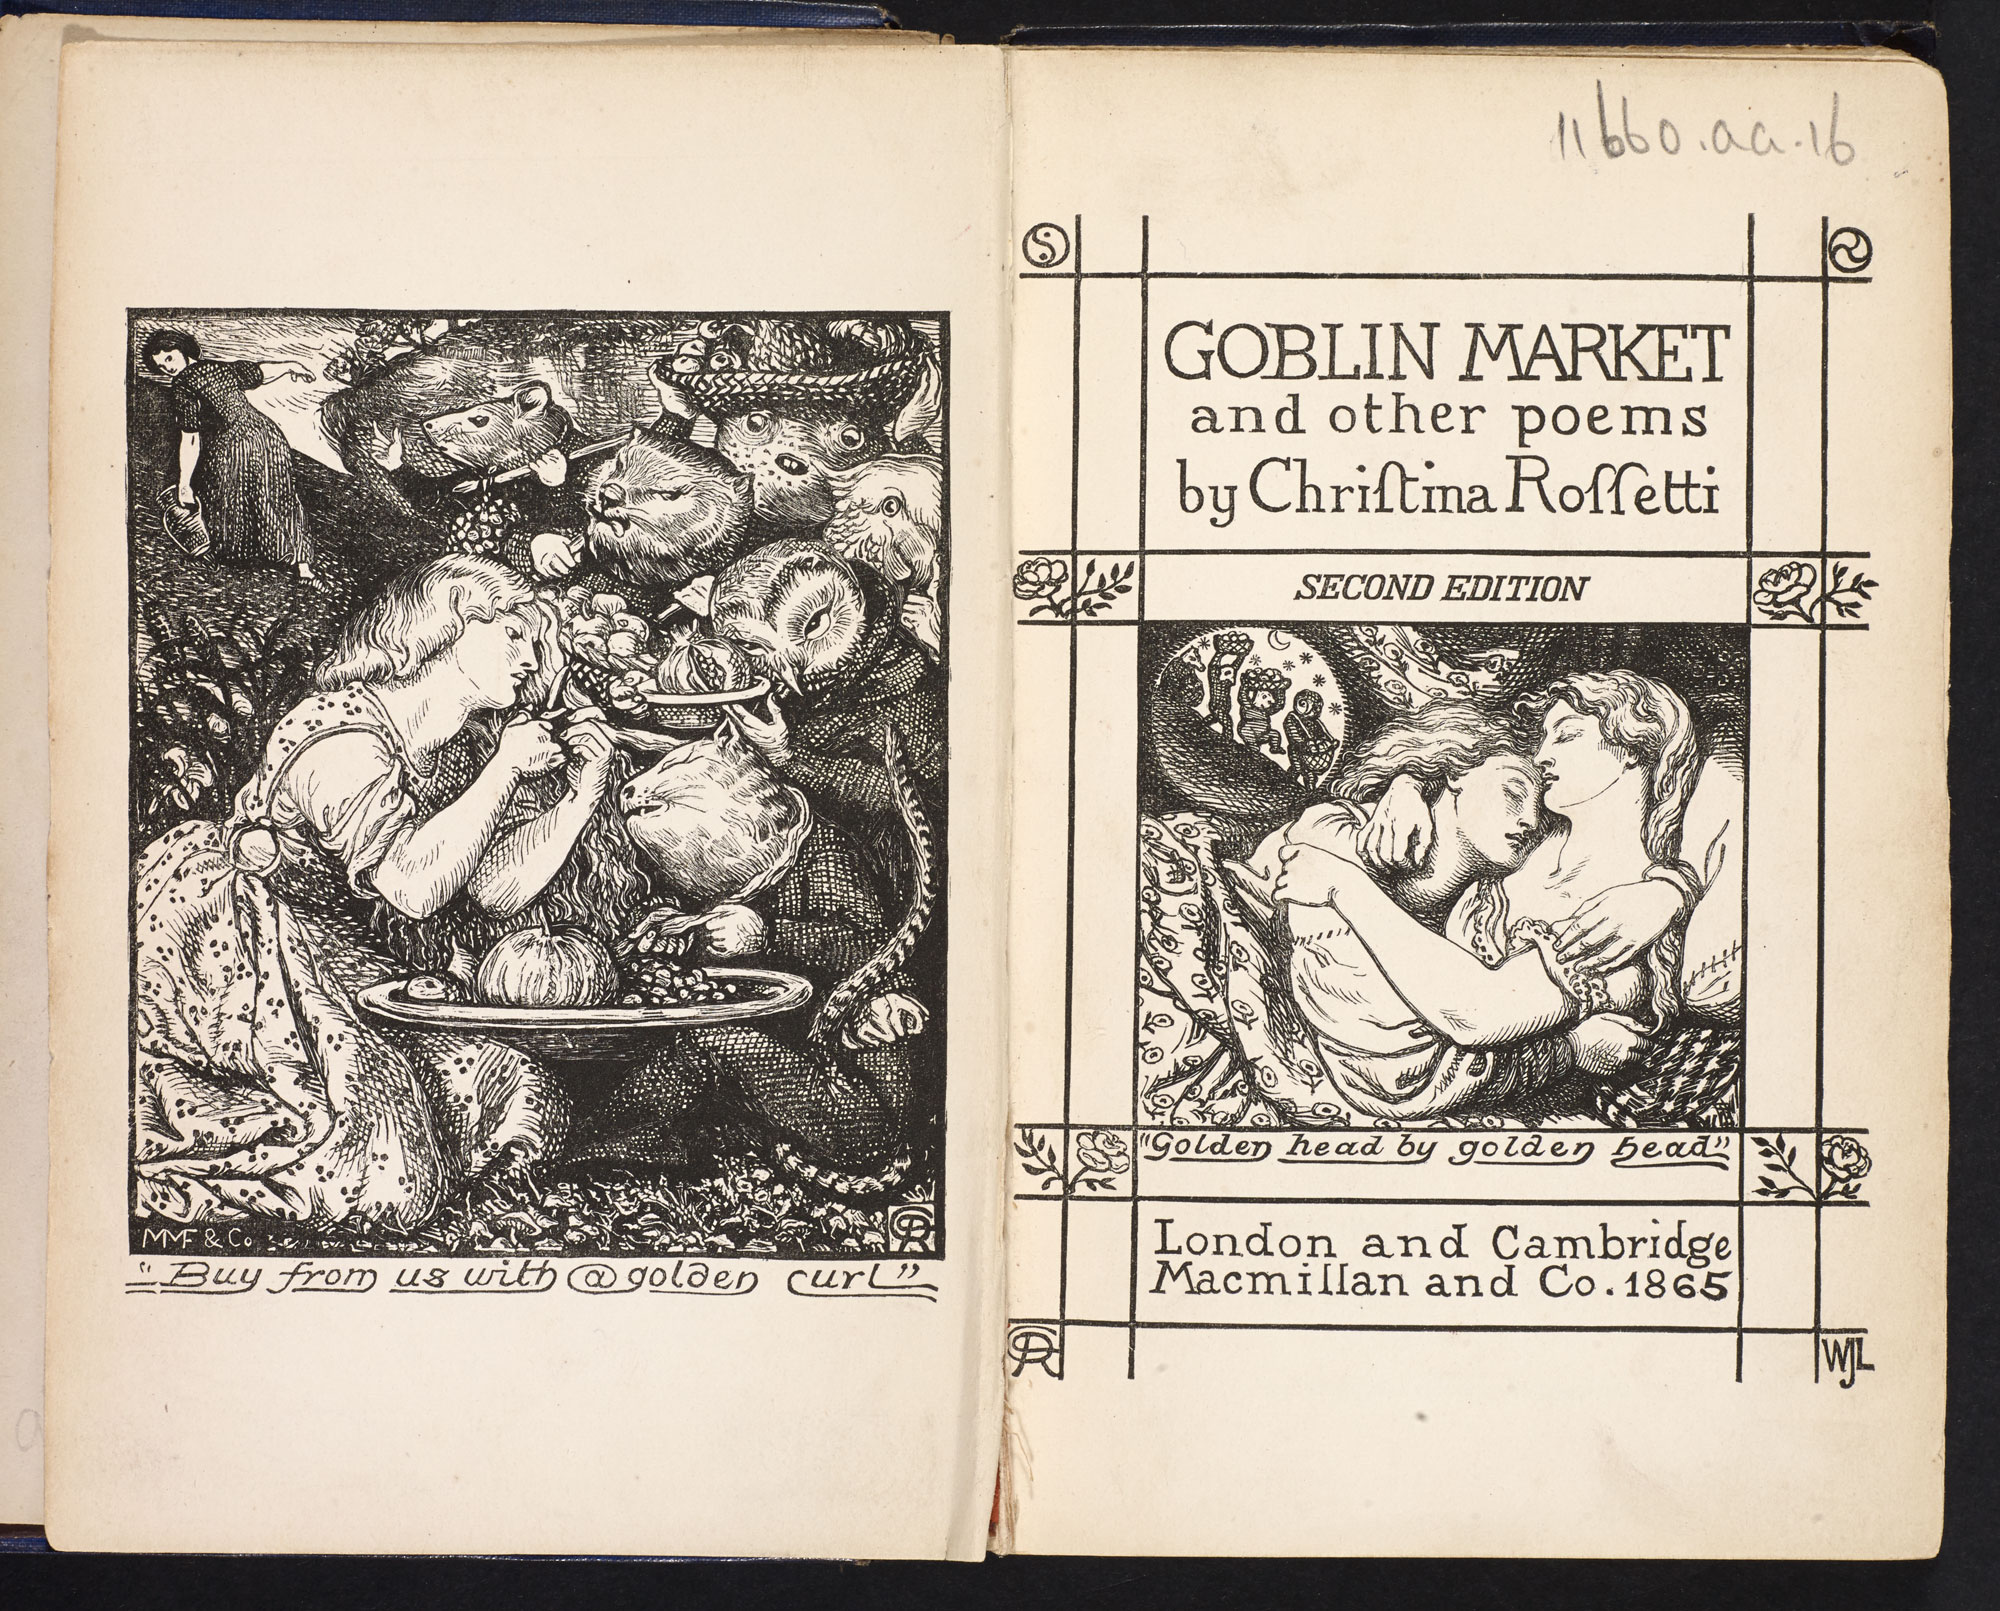 MMF & Co
"Buy from us with a golden curl"
11660.aa.16
GOBLIN MARKET
and other poems
by Chriſtina Roſſetti
SECOND EDITION
"Golden head by golden head"
London and Cambridge
Macmillan and Co. 1865
WJL